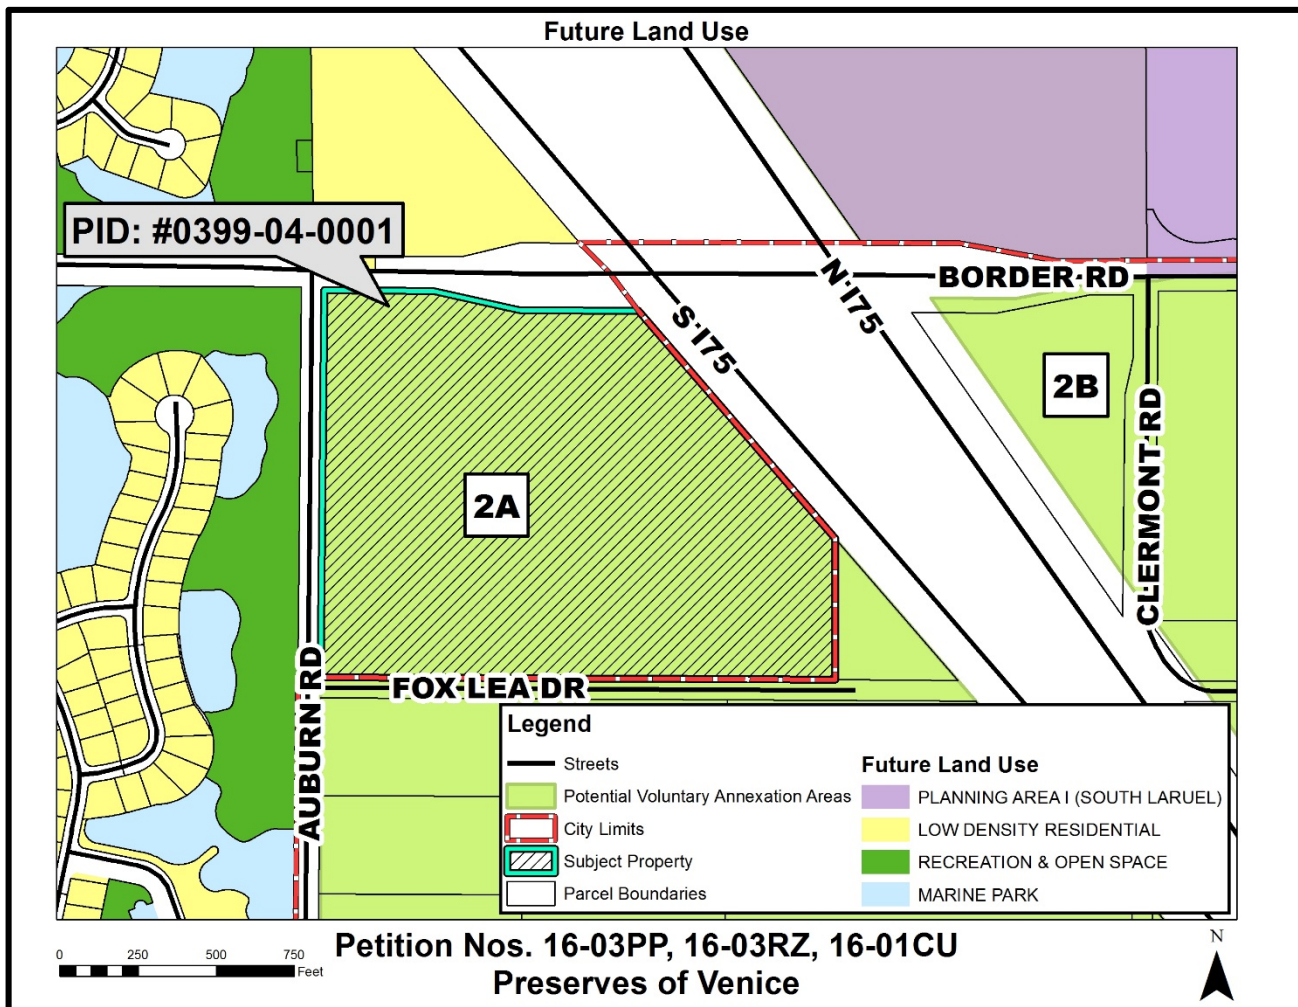 Future Land Use
PID: #0399-04-0001
BORDER RD
N I75
S I75
2B
CLERMONT RD
2A
AUBURN RD
FOX LEA DR
Legend
Streets
Potential Voluntary Annexation Areas
City Limits
Subject Property
Parcel Boundaries
Future Land Use
PLANNING AREA I (SOUTH LARUEL)
LOW DENSITY RESIDENTIAL
RECREATION & OPEN SPACE
MARINE PARK
0 250 500 750
Feet
Petition Nos. 16-03PP, 16-03RZ, 16-01CU
Preserves of Venice
N